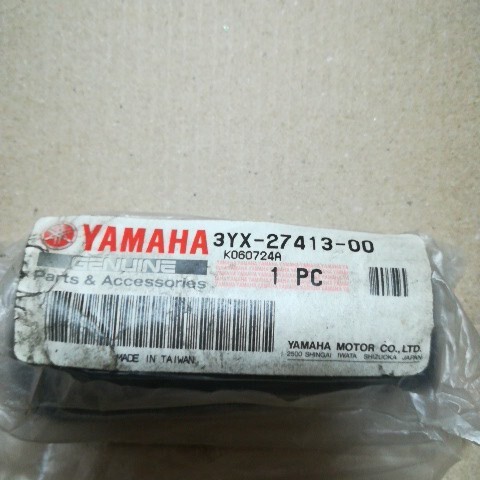 YAMAHA 3YX-27413-00
GENUINE K060724A
Parts & Accessories 1 PC
YAMAHA MOTOR CO., LTD.
2500 SHINGAI IWATA SHIZUOKA JAPAN
MADE IN TAIWAN